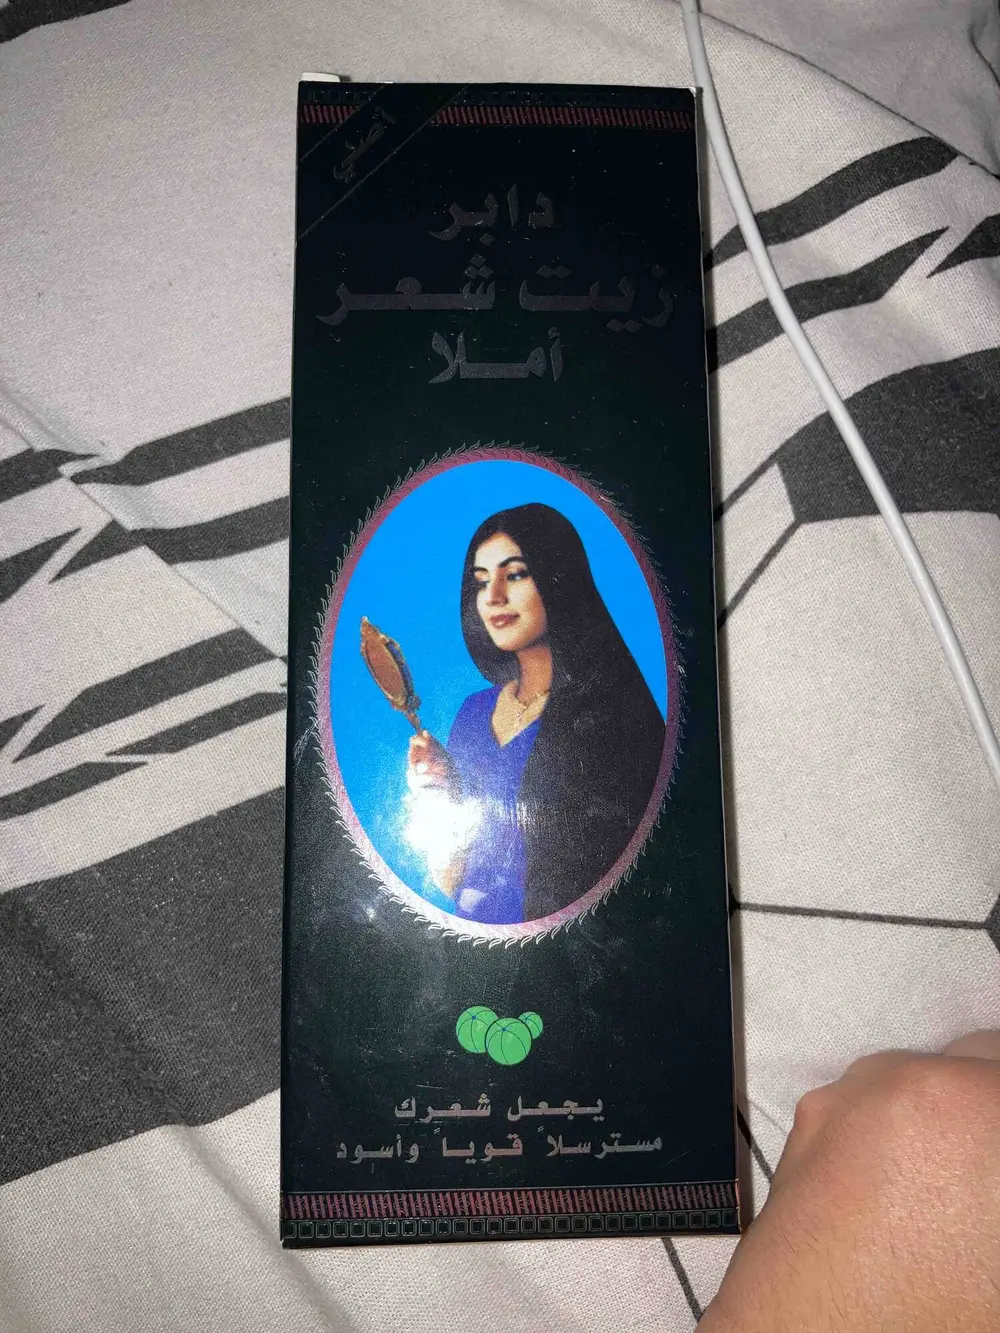 أصلي
دابر
زيت شعر
أملا
يجعل شعرك
مسترسلاً قوياً وأسود